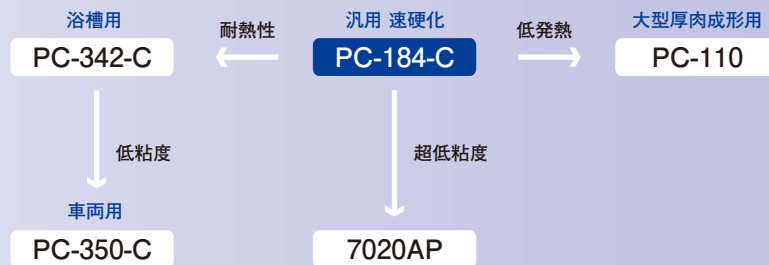 浴槽用
PC-342-C
耐熱性
汎用 速硬化
PC-184-C
低発熱
大型厚肉成形用
PC-110
低粘度
超低粘度
車両用
PC-350-C
7020AP